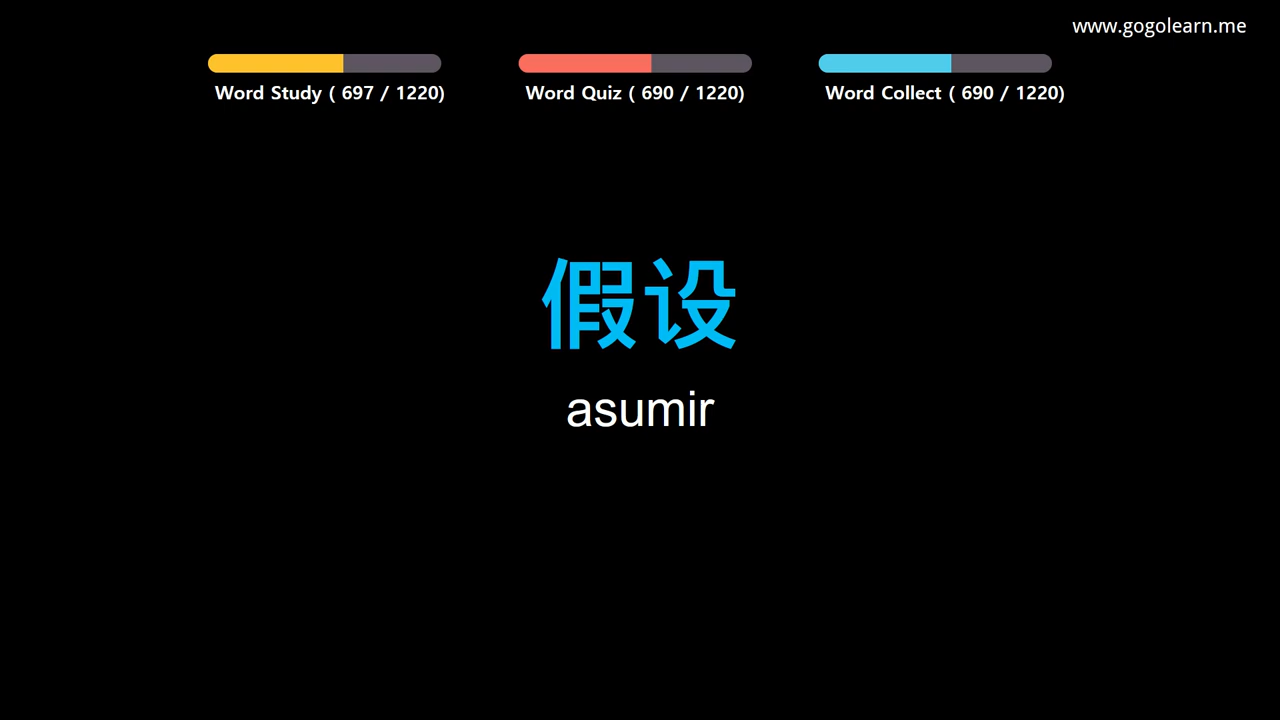 www.gogolearn.me
Word Study ( 697 / 1220)
Word Quiz ( 690 / 1220)
Word Collect ( 690 / 1220)
假设
asumir